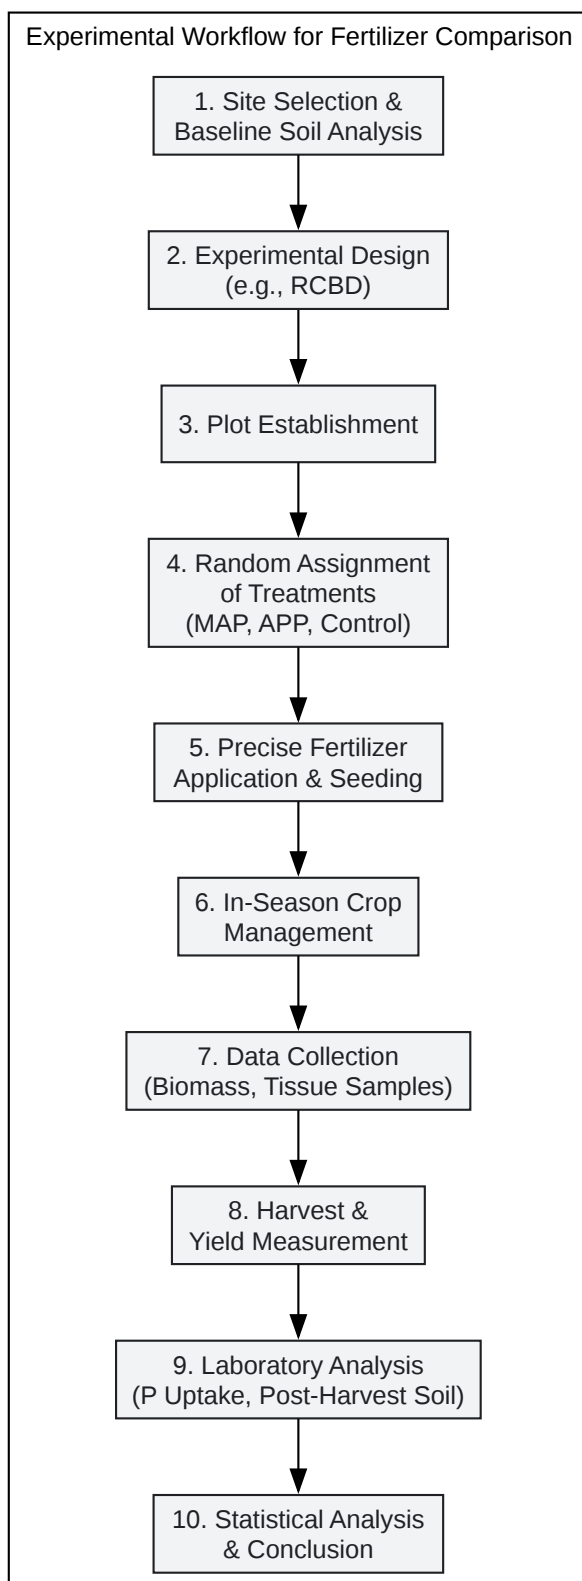 Experimental Workflow for Fertilizer Comparison
1. Site Selection &
Baseline Soil Analysis
2. Experimental Design
(e.g., RCBD)
3. Plot Establishment
4. Random Assignment
of Treatments
(MAP, APP, Control)
5. Precise Fertilizer
Application & Seeding
6. In-Season Crop
Management
7. Data Collection
(Biomass, Tissue Samples)
8. Harvest &
Yield Measurement
9. Laboratory Analysis
(P Uptake, Post-Harvest Soil)
10. Statistical Analysis
& Conclusion